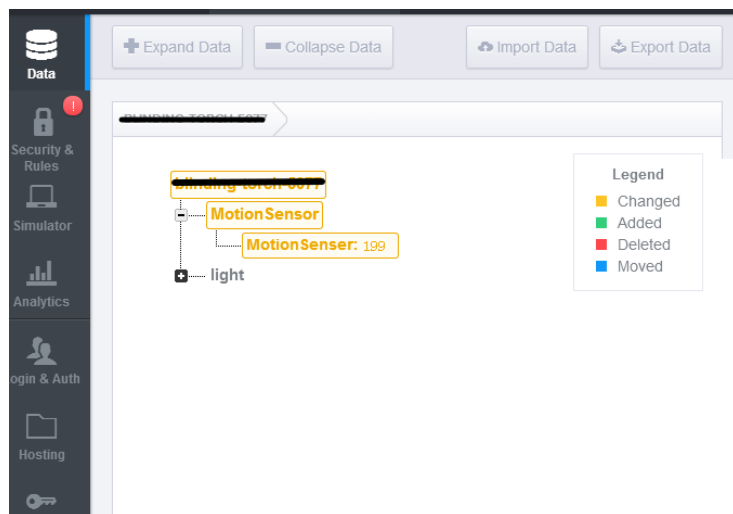 Expand Data
Collapse Data
Import Data
Export Data
Data
!
Security &
Rules
Simulator
Analytics
ogin & Auth
Hosting
MotionSensor
MotionSenser: 199
light
Legend
Changed
Added
Deleted
Moved